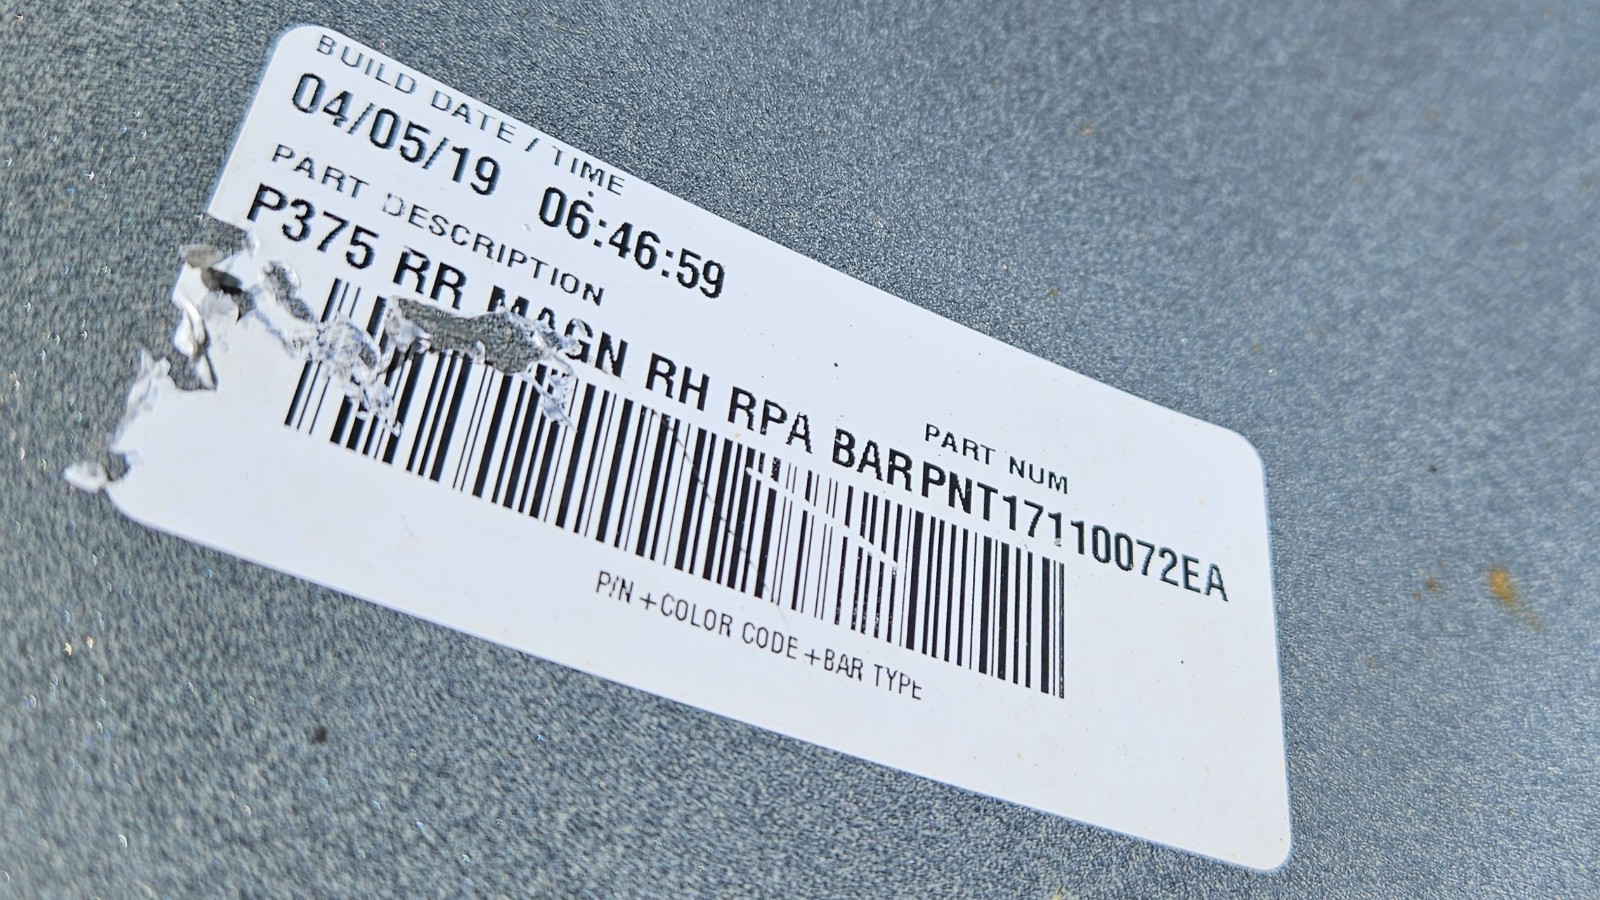 BUILD DATE / TIME
04/05/19 06:46:59
PART DESCRIPTION
P375 RR MAGN RH RPA BAR
PART NUM
PNT17110072EA
P/N +COLOR CODE +BAR TYPE